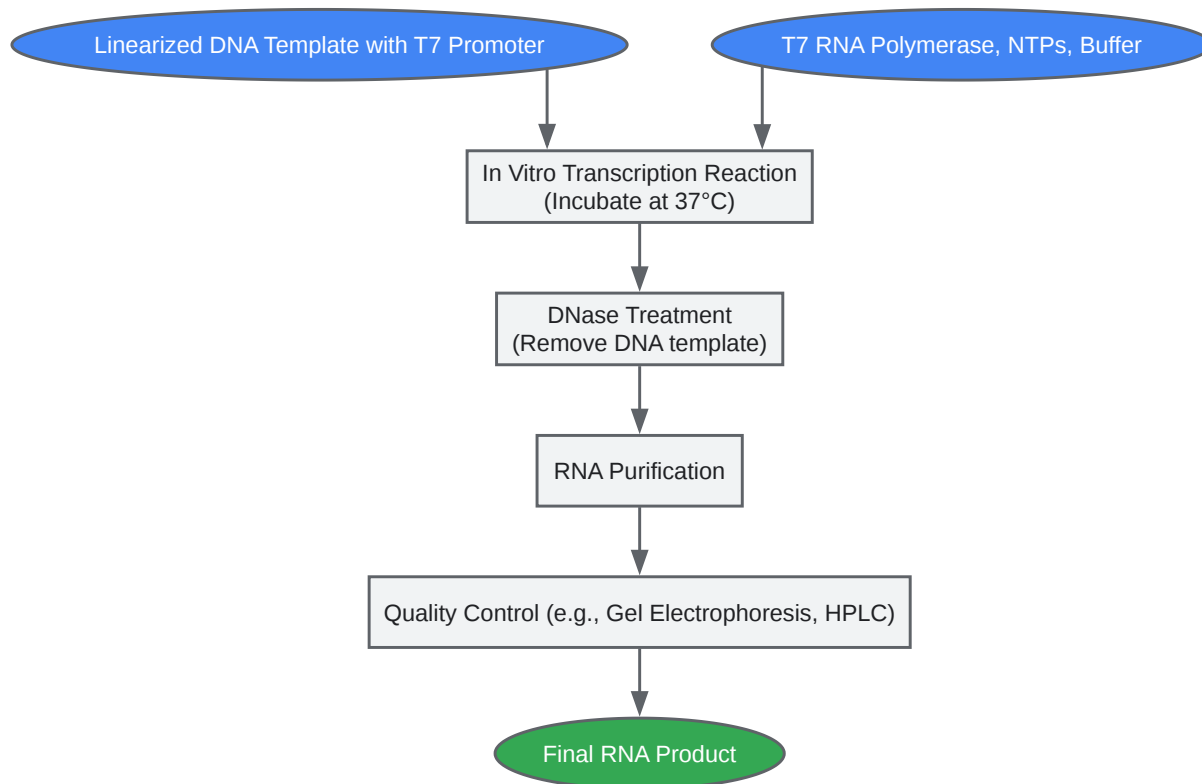 Linearized DNA Template with T7 Promoter
T7 RNA Polymerase, NTPs, Buffer
In Vitro Transcription Reaction
(Incubate at 37°C)
DNase Treatment
(Remove DNA template)
RNA Purification
Quality Control (e.g., Gel Electrophoresis, HPLC)
Final RNA Product